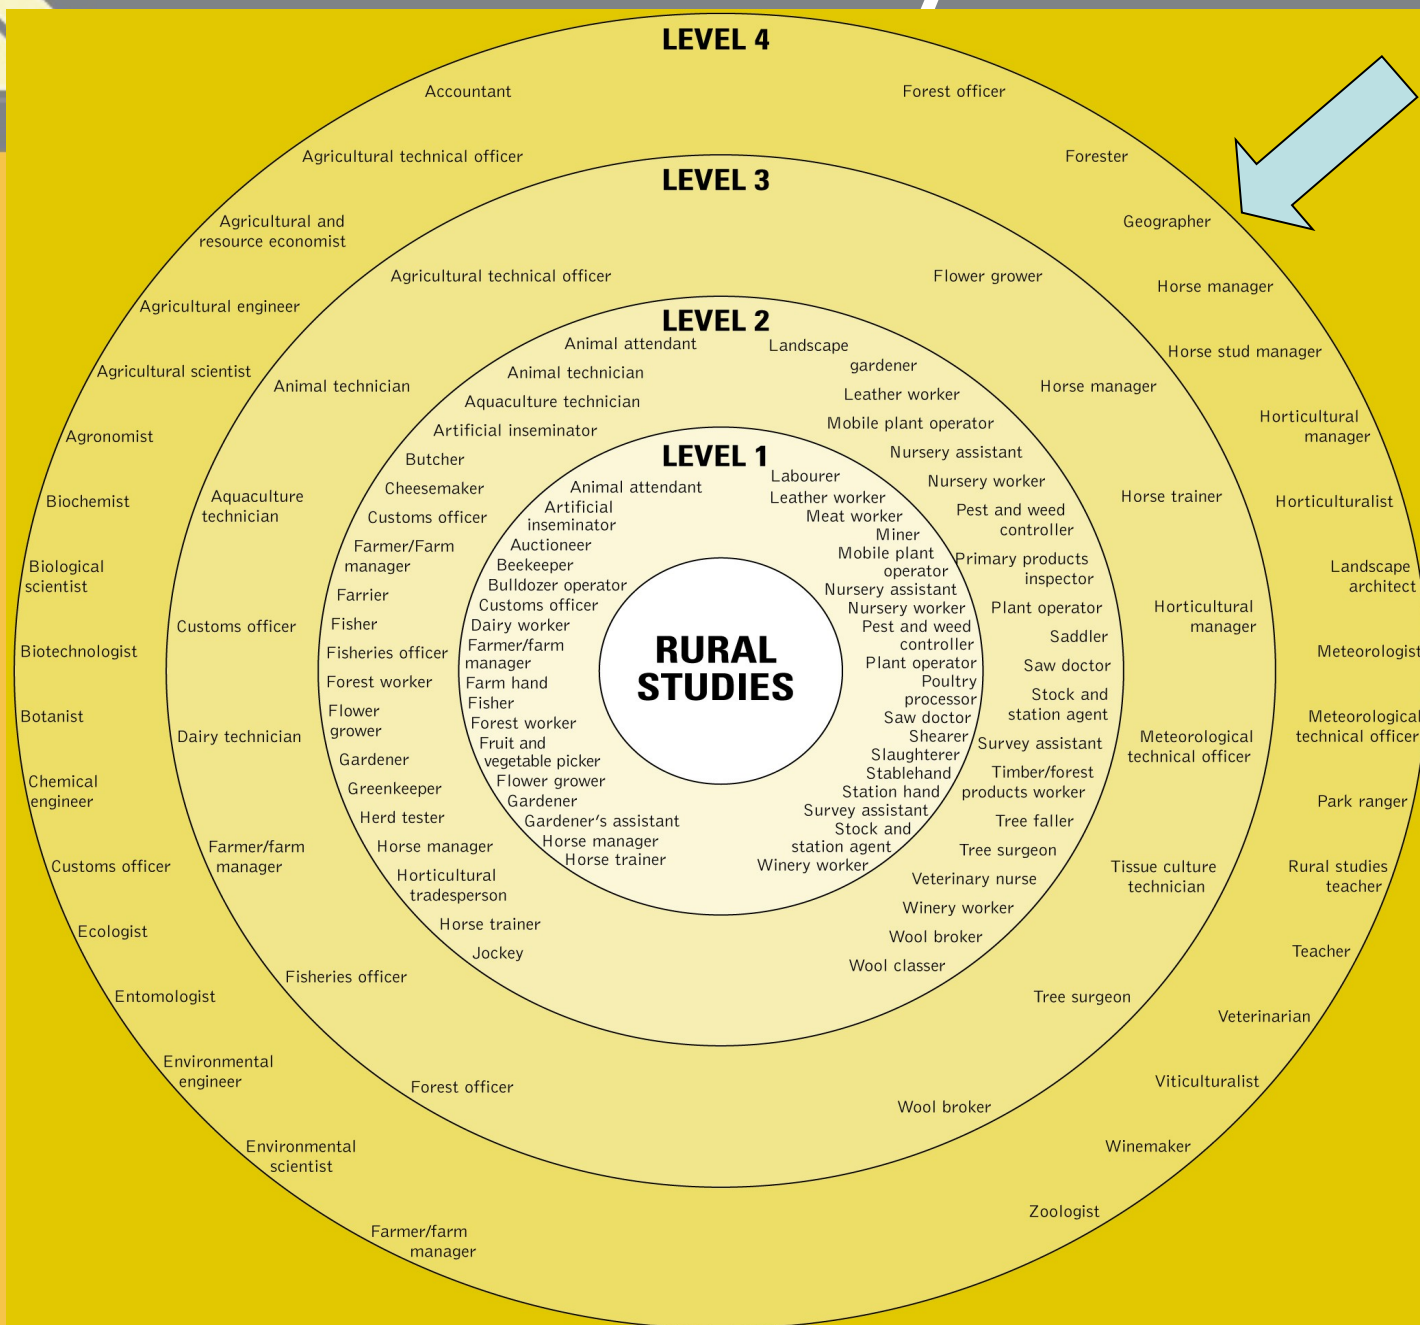 LEVEL 4
Accountant
Agricultural technical officer
Agricultural and
resource economist
Agricultural engineer
Agricultural scientist
Agronomist
Biochemist
Biological
scientist
Biotechnologist
Botanist
Chemical
engineer
Customs officer
Ecologist
Entomologist
Environmental
engineer
Environmental
scientist
Farmer/farm
manager
Forest officer
Forester
Geographer
Horse manager
Horse stud manager
Horticultural
manager
Horticulturalist
Landscape
architect
Meteorologist
Meteorological
technical officer
Park ranger
Rural studies
teacher
Teacher
Veterinarian
Viticulturalist
Winemaker
Zoologist
LEVEL 3
Agricultural technical officer
Animal technician
Aquaculture
technician
Customs officer
Dairy technician
Farmer/farm
manager
Fisheries officer
Forest officer
Flower grower
Horse manager
Horse trainer
Horticultural
manager
Meteorological
technical officer
Tissue culture
technician
Tree surgeon
Wool broker
LEVEL 2
Animal attendant
Animal technician
Aquaculture technician
Artificial inseminator
Butcher
Cheesemaker
Customs officer
Farmer/Farm
manager
Farrier
Fisher
Fisheries officer
Forest worker
Flower
grower
Gardener
Greenkeeper
Herd tester
Horse manager
Horticultural
tradesperson
Horse trainer
Jockey
Landscape
gardener
Leather worker
Mobile plant operator
Nursery assistant
Nursery worker
Pest and weed
controller
Primary products
inspector
Plant operator
Saddler
Saw doctor
Stock and
station agent
Survey assistant
Timber/forest
products worker
Tree faller
Tree surgeon
Veterinary nurse
Winery worker
Wool broker
Wool classer
LEVEL 1
Animal attendant
Artificial
inseminator
Auctioneer
Beekeeper
Bulldozer operator
Customs officer
Dairy worker
Farmer/farm
manager
Farm hand
Fisher
Forest worker
Fruit and
vegetable picker
Flower grower
Gardener
Gardener's assistant
Horse manager
Horse trainer
Labourer
Leather worker
Meat worker
Miner
Mobile plant
operator
Nursery assistant
Nursery worker
Pest and weed
controller
Plant operator
Poultry
processor
Saw doctor
Shearer
Slaughterer
Stablehand
Station hand
Survey assistant
Stock and
station agent
Winery worker
RURAL
STUDIES